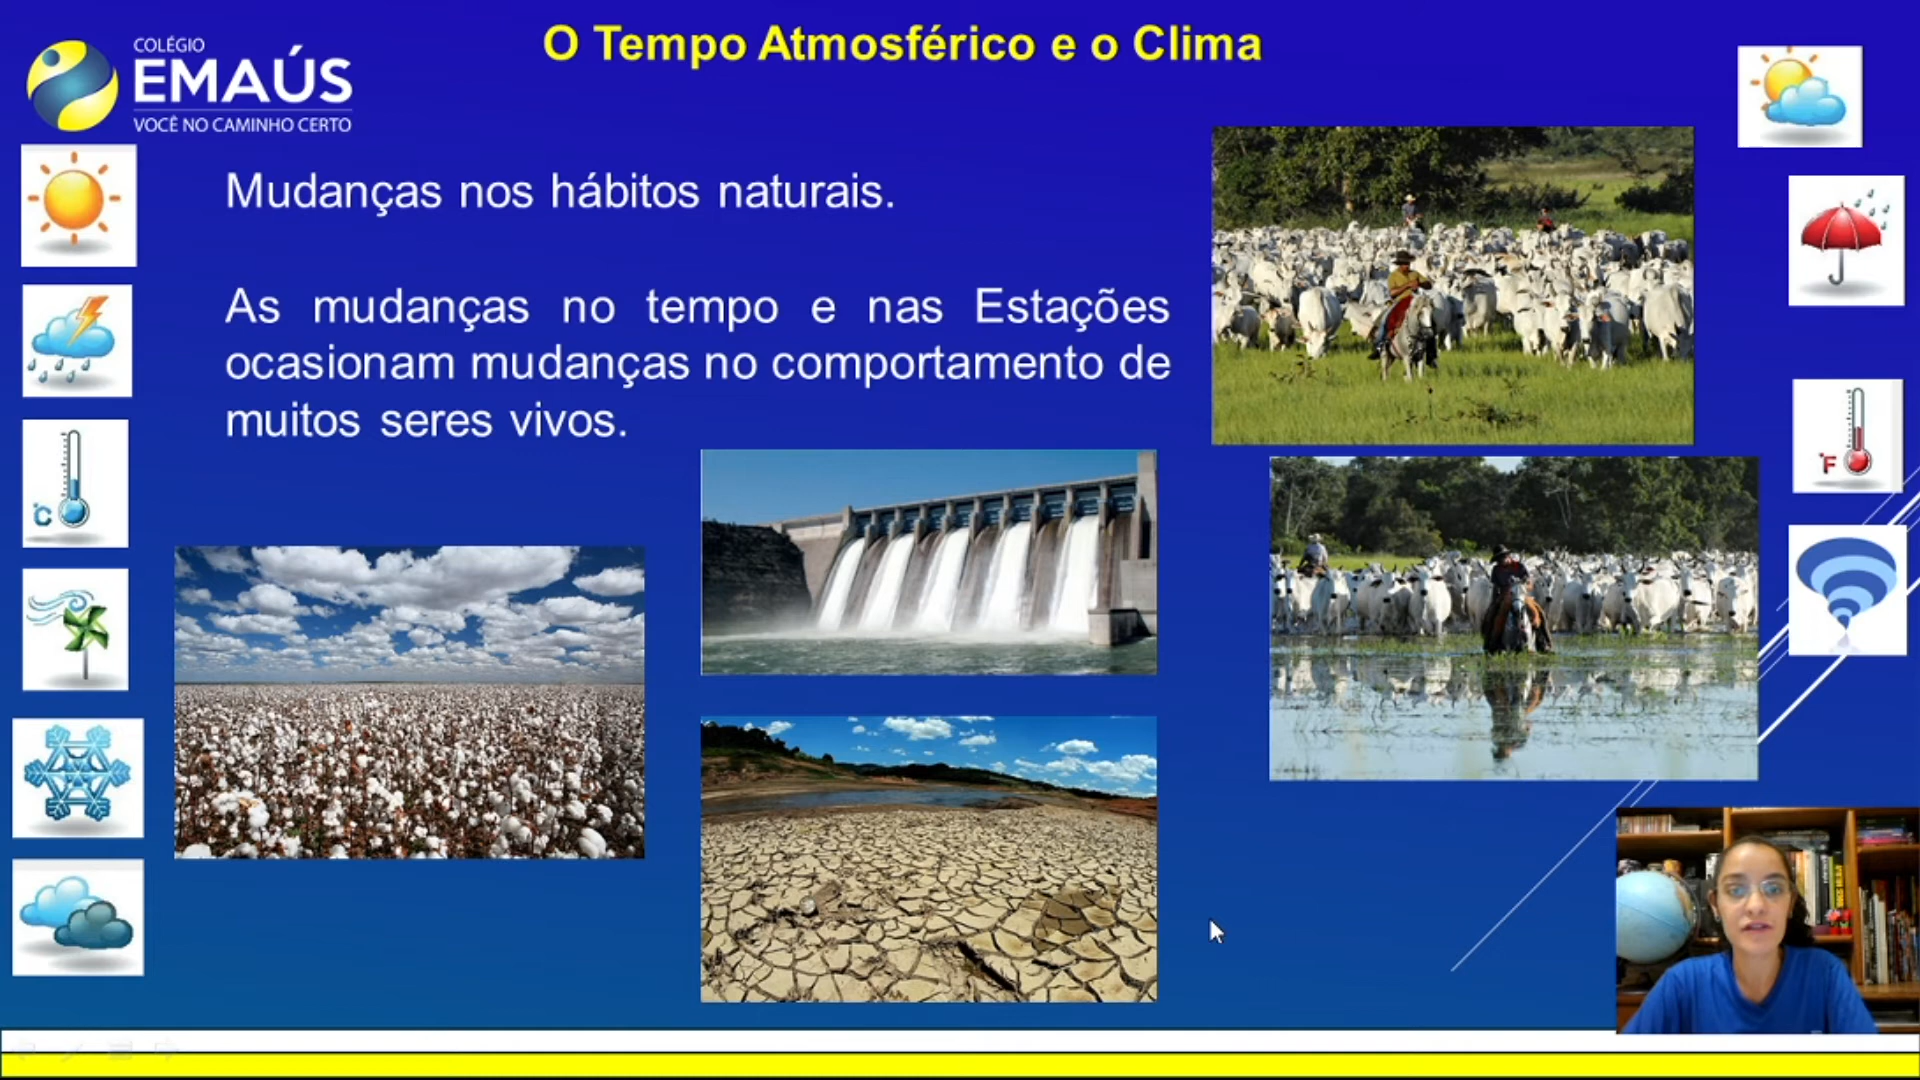 O Tempo Atmosférico e o Clima
COLÉGIO
EMAÚS
VOCÊ NO CAMINHO CERTO
Mudanças nos hábitos naturais.
As mudanças no tempo e nas Estações
ocasionam mudanças no comportamento de
muitos seres vivos.
°C
°F